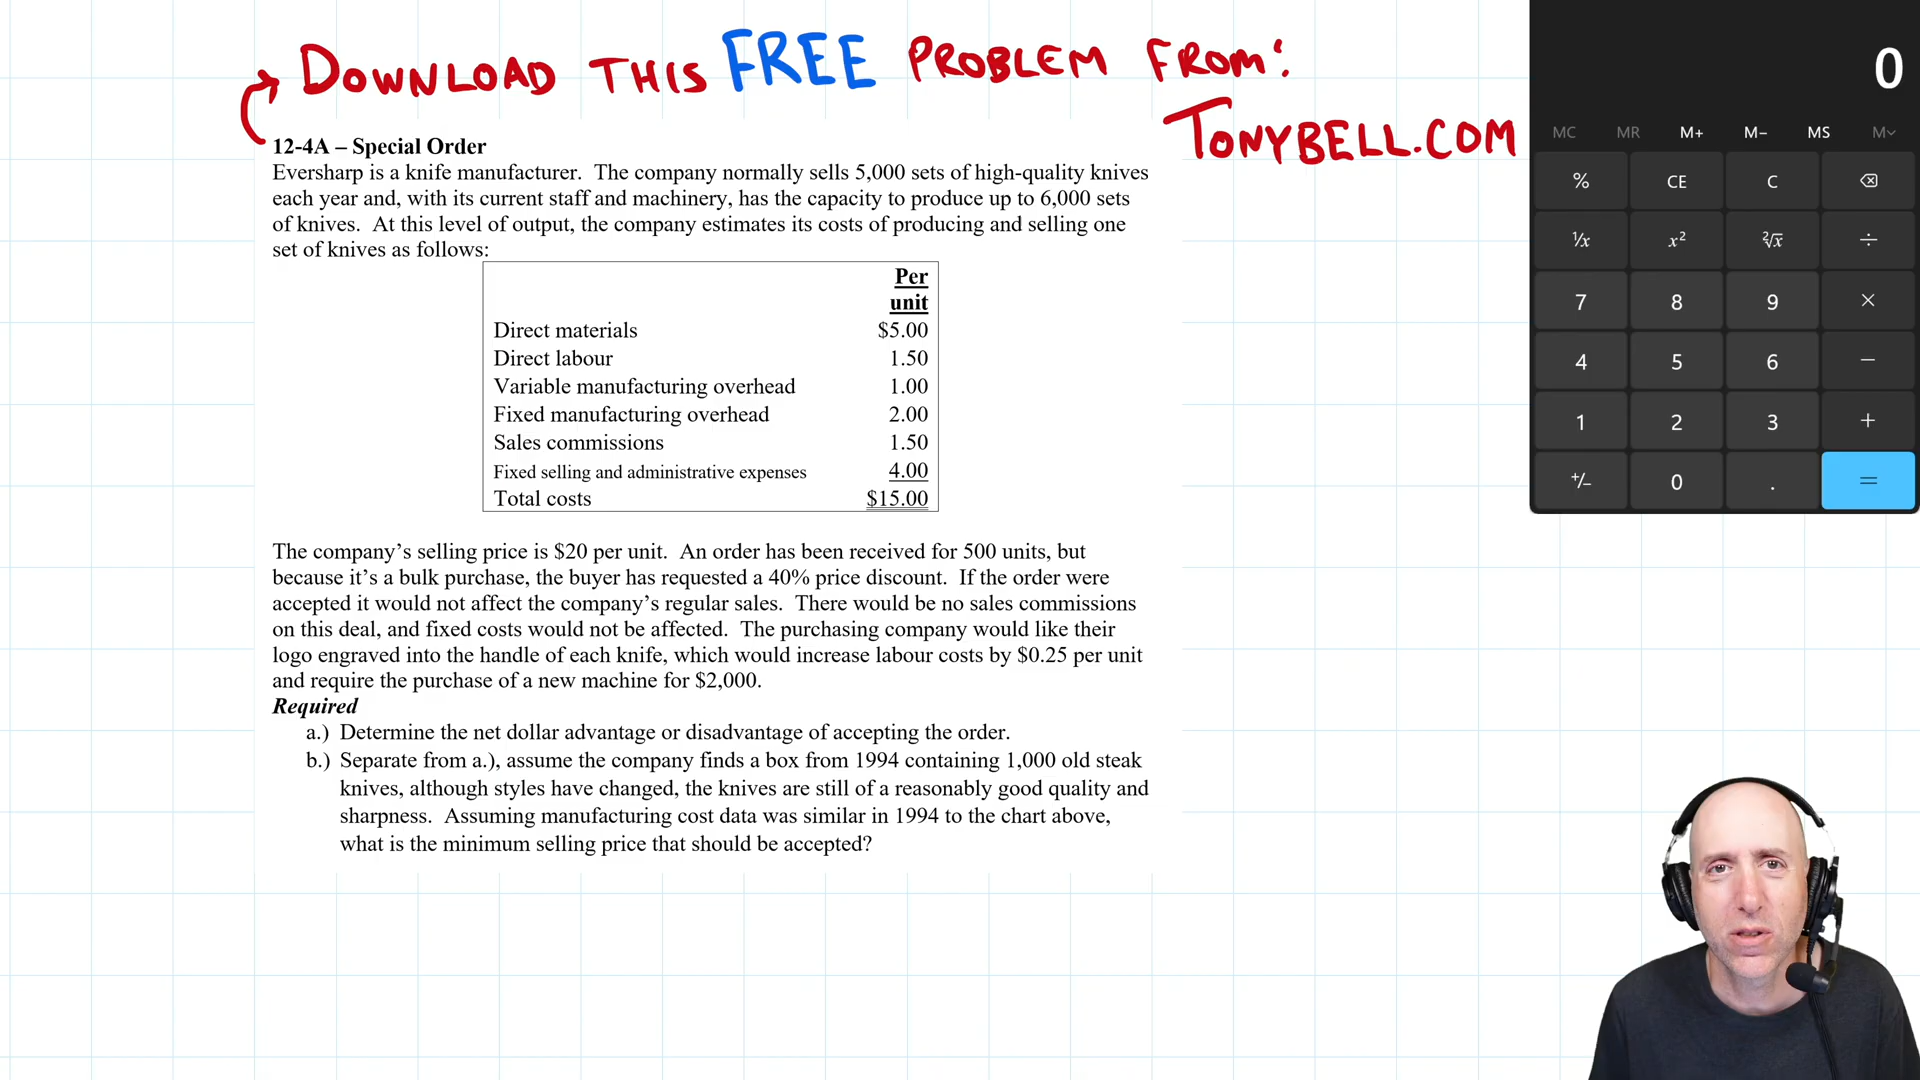 DOWNLOAD THIS FREE PROBLEM FROM:
TONYBELL.COM
12-4A – Special Order
Eversharp is a knife manufacturer. The company normally sells 5,000 sets of high-quality knives
each year and, with its current staff and machinery, has the capacity to produce up to 6,000 sets
of knives. At this level of output, the company estimates its costs of producing and selling one
set of knives as follows:
Per
unit
Direct materials $5.00
Direct labour 1.50
Variable manufacturing overhead 1.00
Fixed manufacturing overhead 2.00
Sales commissions 1.50
Fixed selling and administrative expenses 4.00
Total costs $15.00
The company's selling price is $20 per unit. An order has been received for 500 units, but
because it's a bulk purchase, the buyer has requested a 40% price discount. If the order were
accepted it would not affect the company's regular sales. There would be no sales commissions
on this deal, and fixed costs would not be affected. The purchasing company would like their
logo engraved into the handle of each knife, which would increase labour costs by $0.25 per unit
and require the purchase of a new machine for $2,000.
Required
a.) Determine the net dollar advantage or disadvantage of accepting the order.
b.) Separate from a.), assume the company finds a box from 1994 containing 1,000 old steak
knives, although styles have changed, the knives are still of a reasonably good quality and
sharpness. Assuming manufacturing cost data was similar in 1994 to the chart above,
what is the minimum selling price that should be accepted?
0
MC MR M+ M− MS M˅
% CE C ⌫
⅟x x² ²√x ÷
7 8 9 ×
4 5 6 −
1 2 3 +
+/− 0 . =